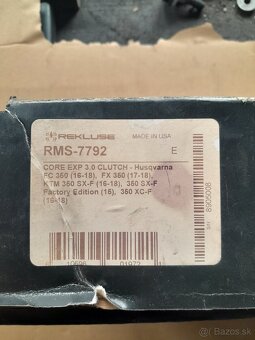 REKLUSE
MADE IN USA
RMS-7792 E
CORE EXP 3.0 CLUTCH - Husqvarna
FC 350 (16-18), FX 350 (17-18),
KTM 350 SX-F (16-18), 350 SX-F
Factory Edition (15), 350 XC-F
(16-18)
bazos.sk